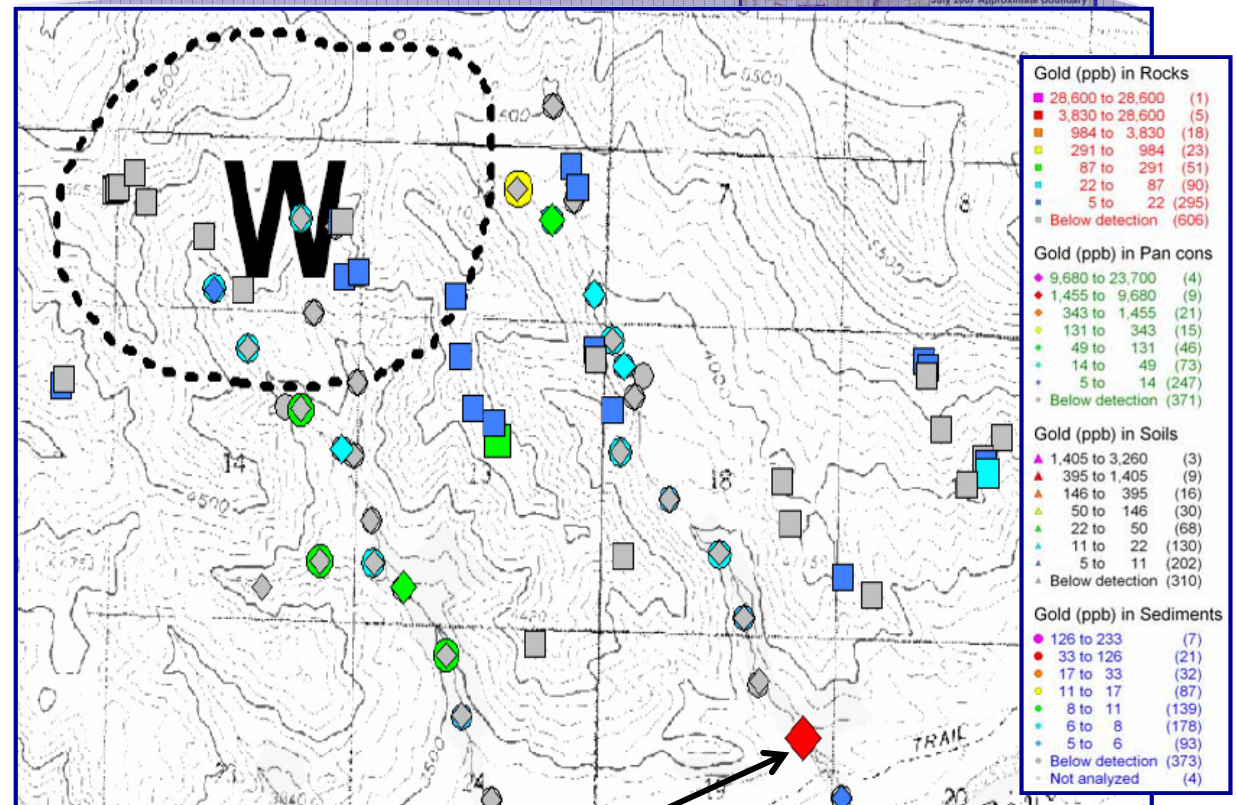 July 2007 Approximate Boundary
Gold (ppb) in Rocks
28,600 to 28,600 (1)
3,830 to 28,600 (5)
984 to 3,830 (18)
291 to 984 (23)
87 to 291 (51)
22 to 87 (90)
5 to 22 (295)
Below detection (606)
Gold (ppb) in Pan cons
9,680 to 23,700 (4)
1,455 to 9,680 (9)
343 to 1,455 (21)
131 to 343 (15)
49 to 131 (46)
14 to 49 (73)
5 to 14 (247)
Below detection (371)
Gold (ppb) in Soils
1,405 to 3,260 (3)
395 to 1,405 (9)
146 to 395 (16)
50 to 146 (30)
22 to 50 (68)
11 to 22 (130)
5 to 11 (202)
Below detection (310)
Gold (ppb) in Sediments
126 to 233 (7)
33 to 126 (21)
17 to 33 (32)
11 to 17 (87)
8 to 11 (139)
6 to 8 (178)
5 to 6 (93)
Below detection (373)
Not analyzed (4)
5500
5500
W
7
8
14
13
18
4500
TRAIL
19
20